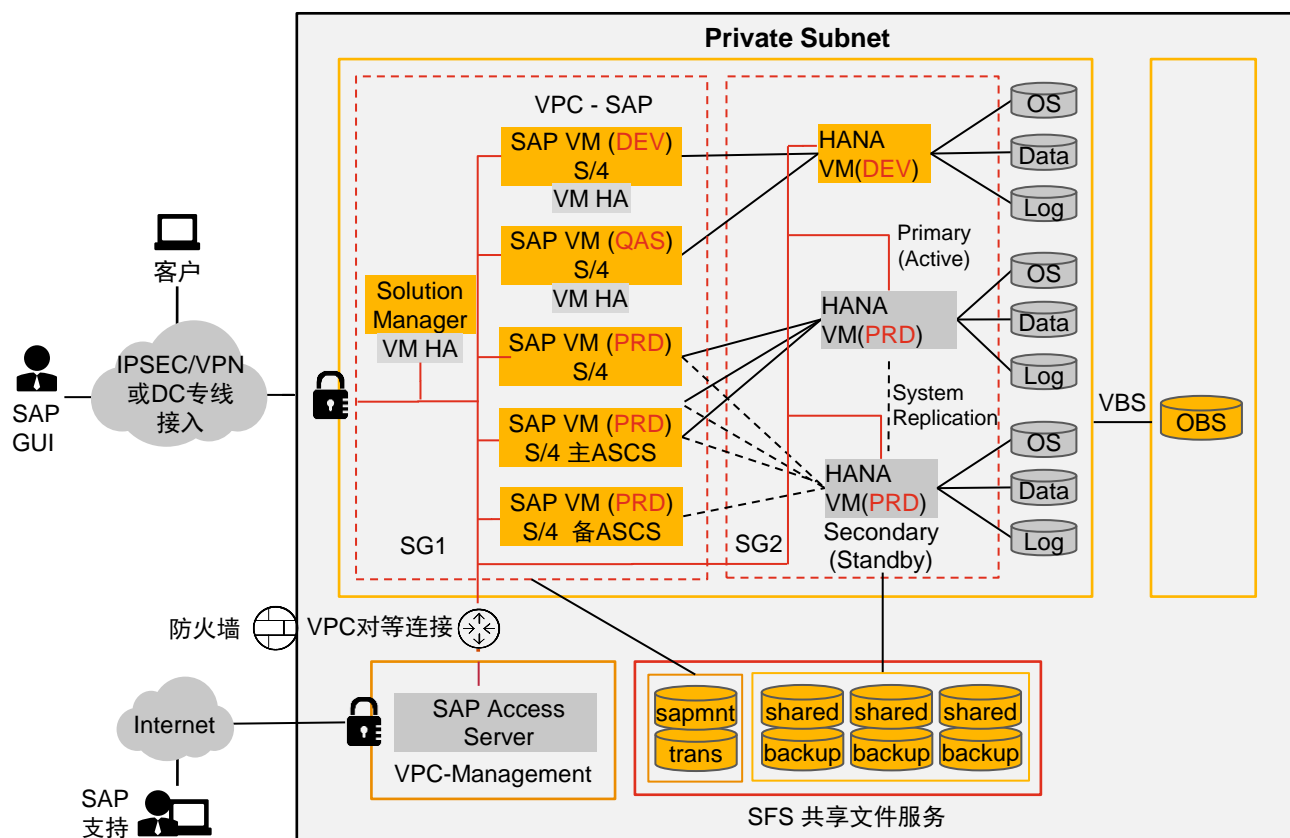 Private Subnet
VPC - SAP
SAP VM (DEV)
S/4
VM HA
SAP VM (QAS)
S/4
VM HA
Solution
Manager
VM HA
SAP VM (PRD)
S/4
SAP VM (PRD)
S/4 主ASCS
SAP VM (PRD)
S/4 备ASCS
SG1
HANA
VM(DEV)
OS
Data
Log
Primary
(Active)
HANA
VM(PRD)
OS
Data
Log
System
Replication
HANA
VM(PRD)
Secondary
(Standby)
OS
Data
Log
SG2
VBS
OBS
客户
IPSEC/VPN
或DC专线
接入
SAP
GUI
防火墙
VPC对等连接
Internet
SAP
支持
SAP Access
Server
VPC-Management
sapmnt
trans
shared
backup
shared
backup
shared
backup
SFS 共享文件服务